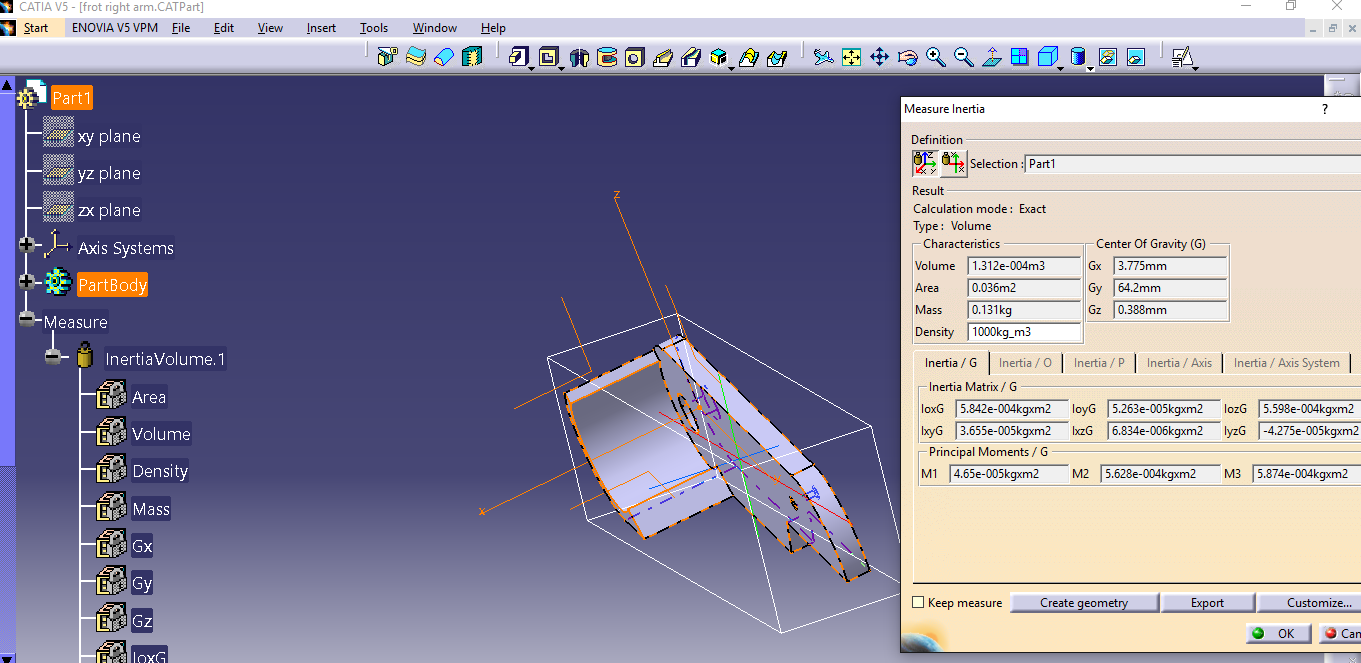 CATIA V5 - [frot right arm.CATPart]
Start ENOVIA V5 VPM File Edit View Insert Tools Window Help
Part1
xy plane
yz plane
zx plane
Axis Systems
PartBody
Measure
InertiaVolume.1
Area
Volume
Density
Mass
Gx
Gy
Gz
IoxG
z
x
Measure Inertia ?
Definition
Selection : Part1
Result
Calculation mode : Exact
Type : Volume
Characteristics
Volume 1.312e-004m3
Area 0.036m2
Mass 0.131kg
Density 1000kg_m3
Center Of Gravity (G)
Gx 3.775mm
Gy 64.2mm
Gz 0.388mm
Inertia / G Inertia / O Inertia / P Inertia / Axis Inertia / Axis System
Inertia Matrix / G
IoxG 5.842e-004kgxm2 IoyG 5.263e-005kgxm2 IozG 5.598e-004kgxm2
IxyG 3.655e-005kgxm2 IxzG 6.834e-006kgxm2 IyzG -4.275e-005kgxm2
Principal Moments / G
M1 4.65e-005kgxm2 M2 5.628e-004kgxm2 M3 5.874e-004kgxm2
Keep measure Create geometry Export Customize...
OK Can